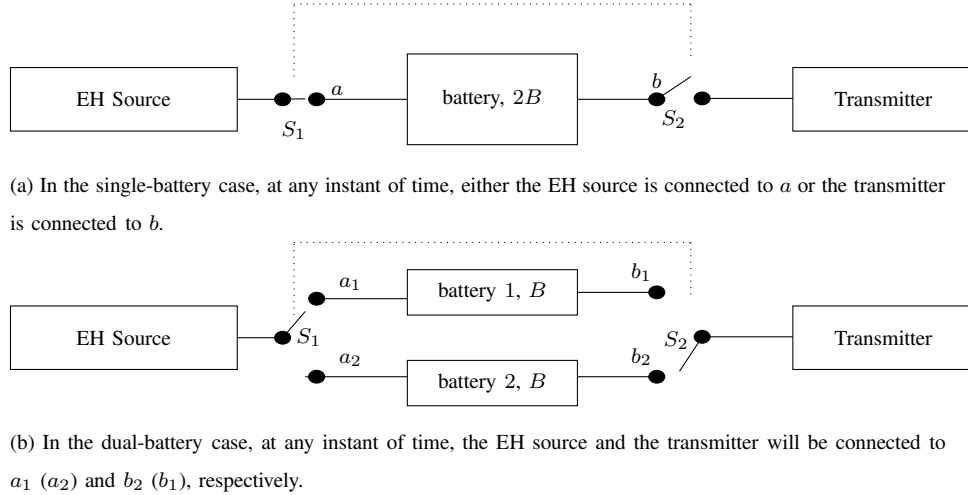 EH Source
S₁
a
battery, 2B
b
S₂
Transmitter
(a) In the single-battery case, at any instant of time, either the EH source is connected to a or the transmitter
is connected to b.
EH Source
S₁
a₁
a₂
battery 1, B
battery 2, B
b₁
b₂
S₂
Transmitter
(b) In the dual-battery case, at any instant of time, the EH source and the transmitter will be connected to
a₁ (a₂) and b₂ (b₁), respectively.